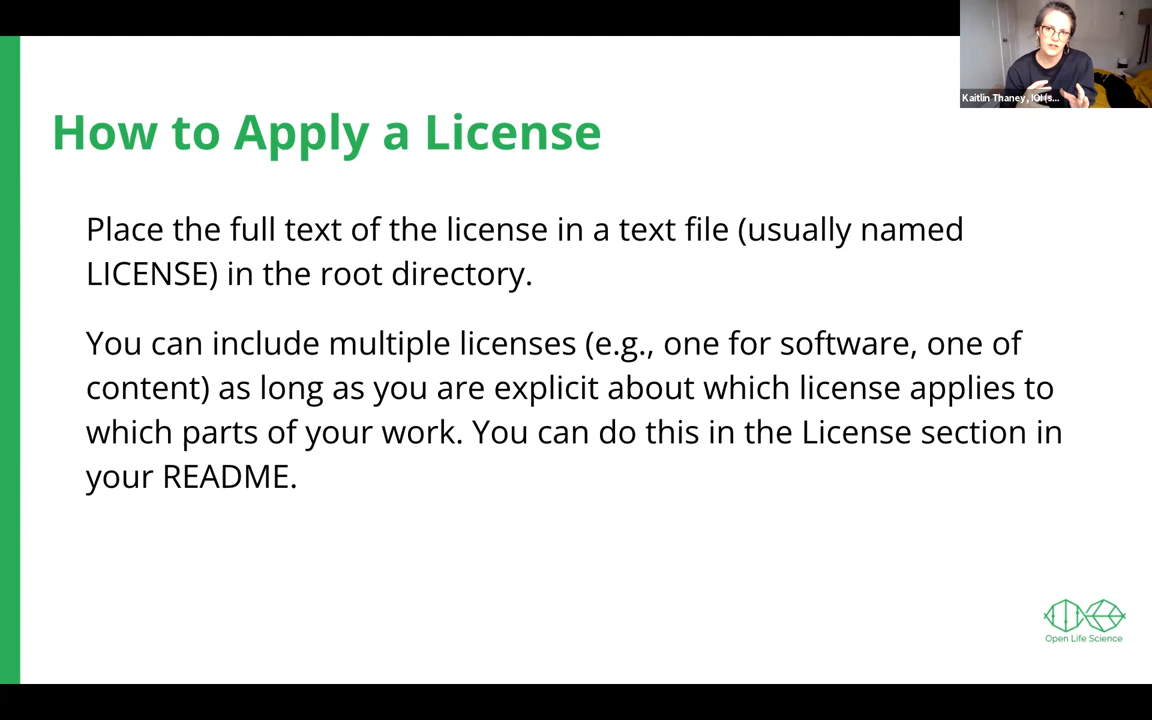 Kaitlin Thaney, IOI (s...
How to Apply a License
Place the full text of the license in a text file (usually named
LICENSE) in the root directory.
You can include multiple licenses (e.g., one for software, one of
content) as long as you are explicit about which license applies to
which parts of your work. You can do this in the License section in
your README.
Open Life Science